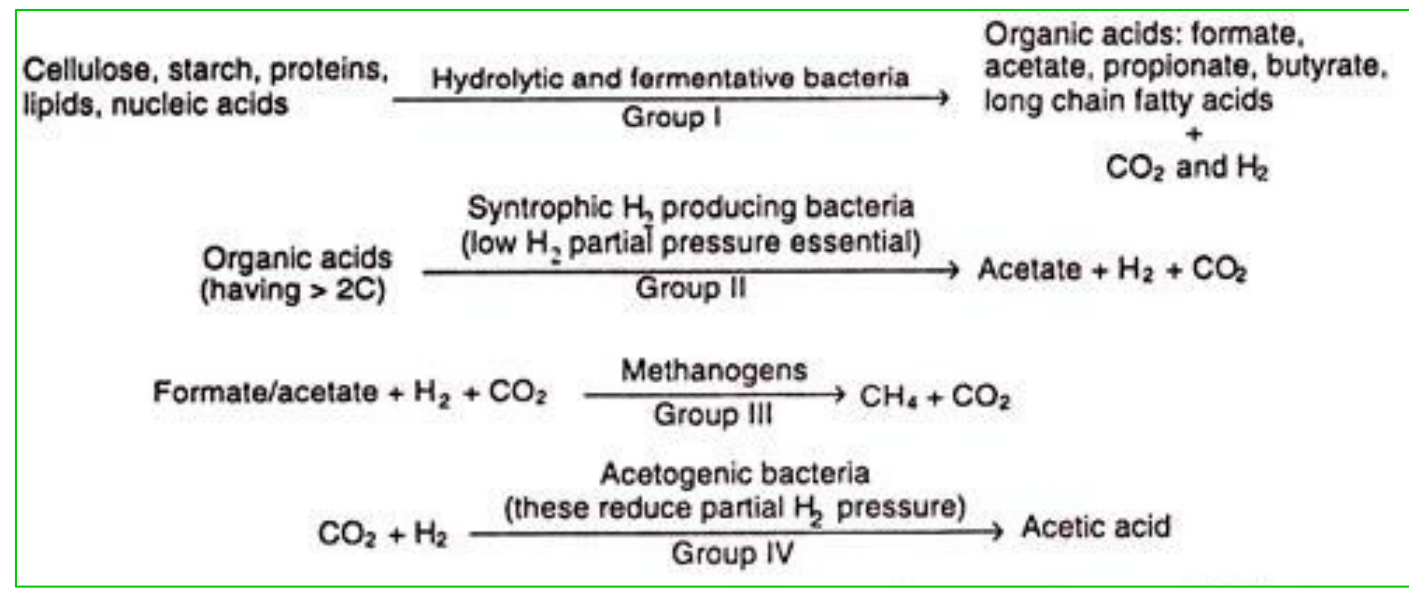 Cellulose, starch, proteins,
lipids, nucleic acids
Hydrolytic and fermentative bacteria
Group I
Organic acids: formate,
acetate, propionate, butyrate,
long chain fatty acids
+
CO₂ and H₂
Organic acids
(having > 2C)
Syntrophic H₂ producing bacteria
(low H₂ partial pressure essential)
Group II
Acetate + H₂ + CO₂
Formate/acetate + H₂ + CO₂
Methanogens
Group III
CH₄ + CO₂
CO₂ + H₂
Acetogenic bacteria
(these reduce partial H₂ pressure)
Group IV
Acetic acid